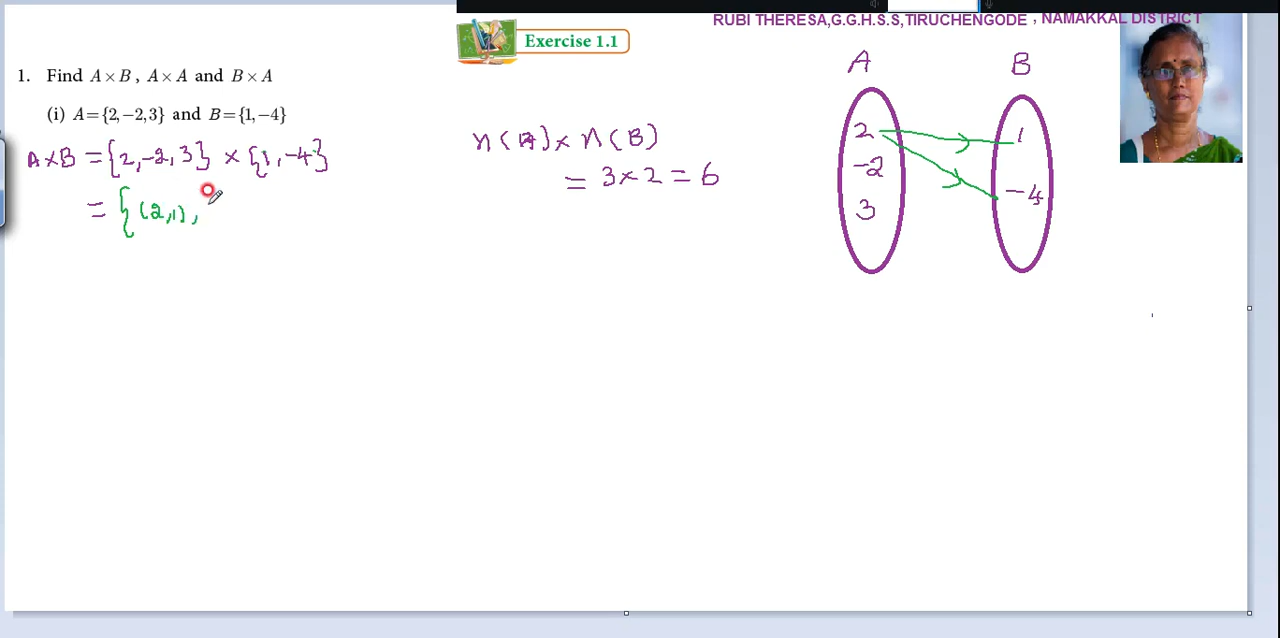 RUBI THERESA,G.G.H.S.S,TIRUCHENGODE , NAMAKKAL DISTRICT
Exercise 1.1
1. Find A×B , A×A and B×A
(i) A={2,−2,3} and B={1,−4}
A×B = {2,-2,3} × {1,-4}
= {(2,1),
n(A) × n(B)
= 3×2 = 6
A B
2 1
-2 -4
3